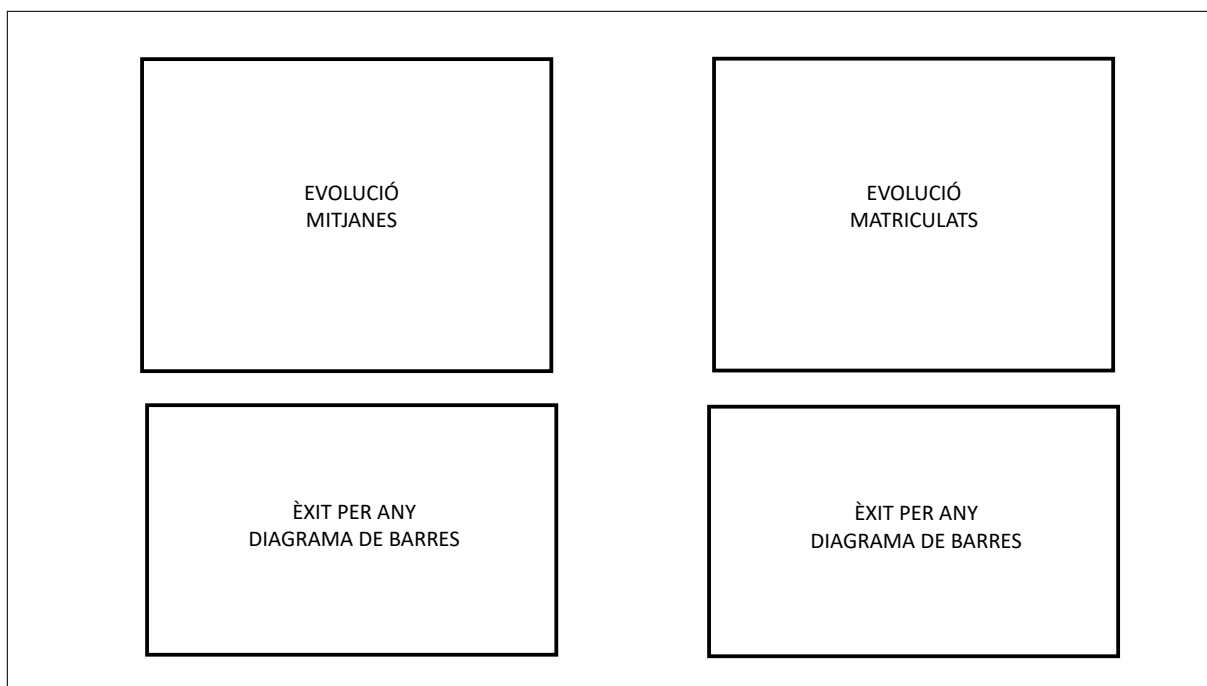 EVOLUCIÓ
MITJANES
EVOLUCIÓ
MATRICULATS
ÈXIT PER ANY
DIAGRAMA DE BARRES
ÈXIT PER ANY
DIAGRAMA DE BARRES